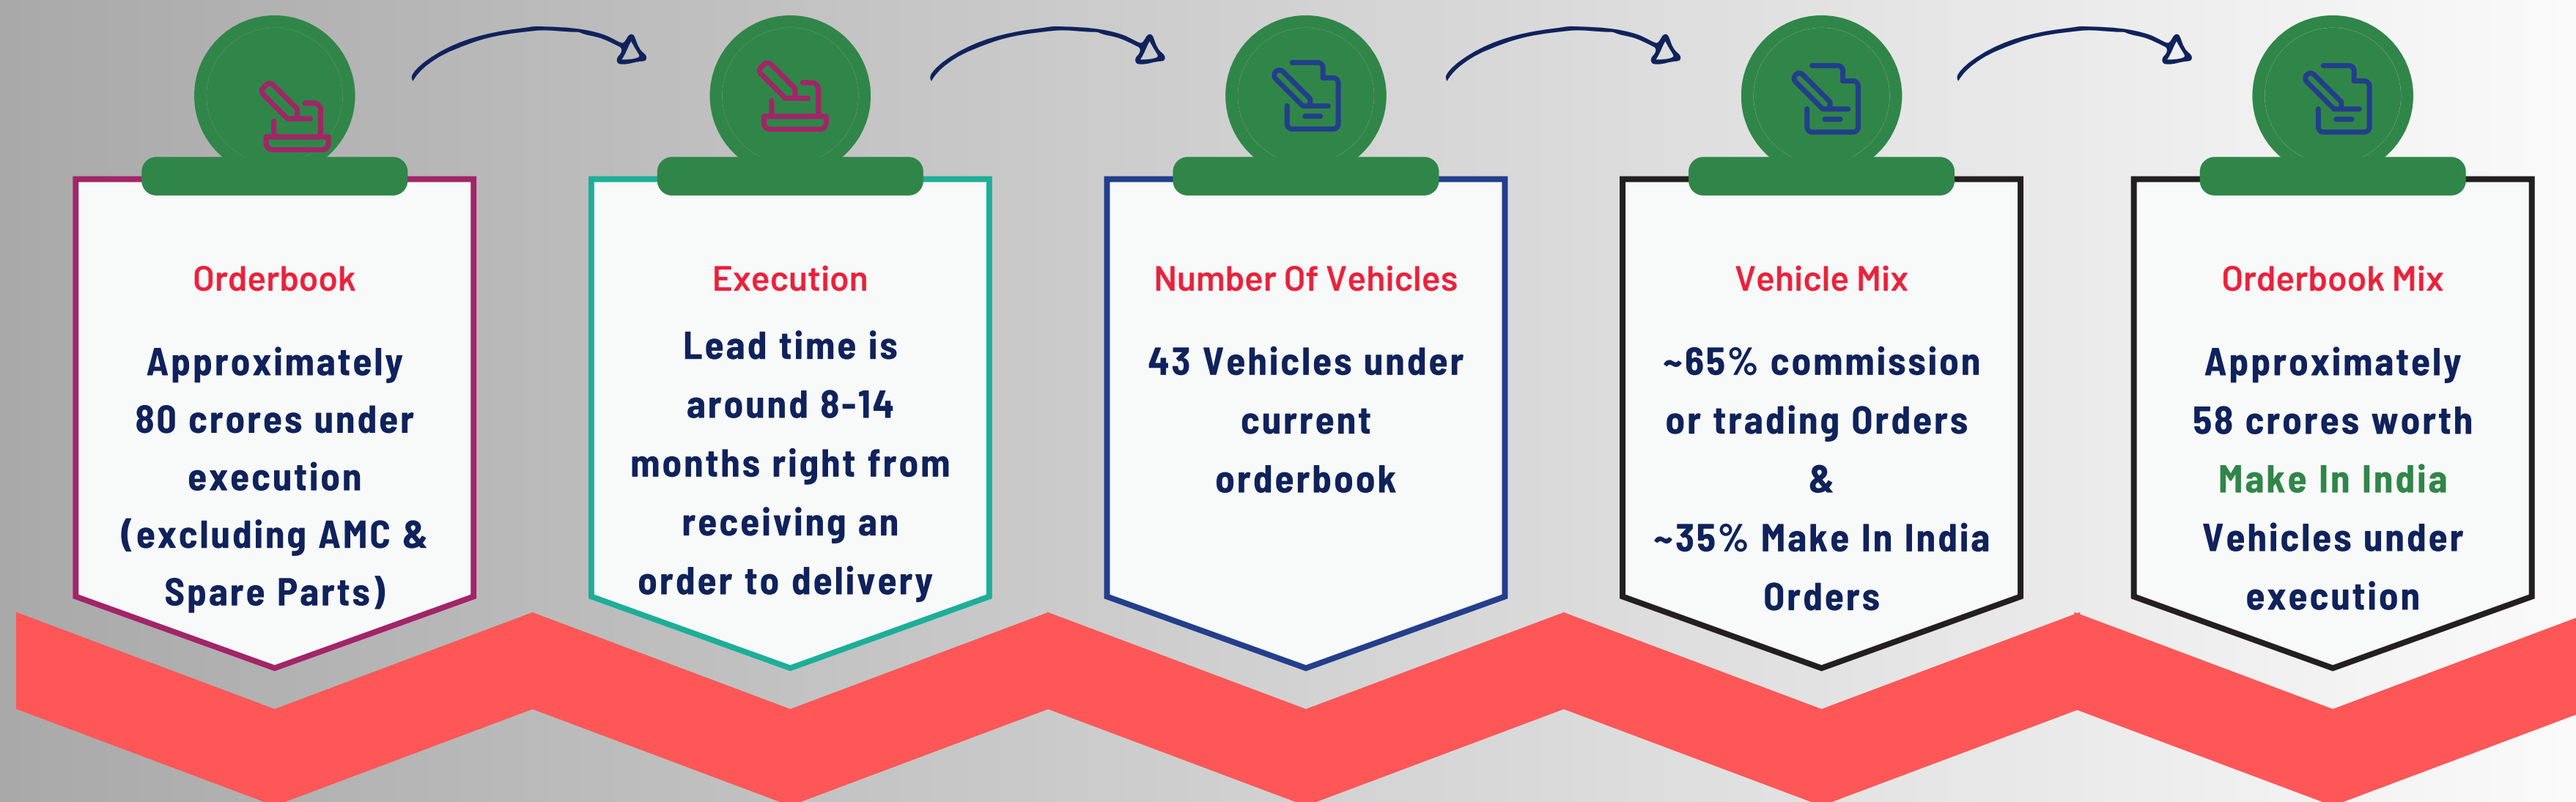 Orderbook
Approximately
80 crores under
execution
(excluding AMC &
Spare Parts)
Execution
Lead time is
around 8-14
months right from
receiving an
order to delivery
Number Of Vehicles
43 Vehicles under
current
orderbook
Vehicle Mix
~65% commission
or trading Orders
&
~35% Make In India
Orders
Orderbook Mix
Approximately
58 crores worth
Make In India
Vehicles under
execution